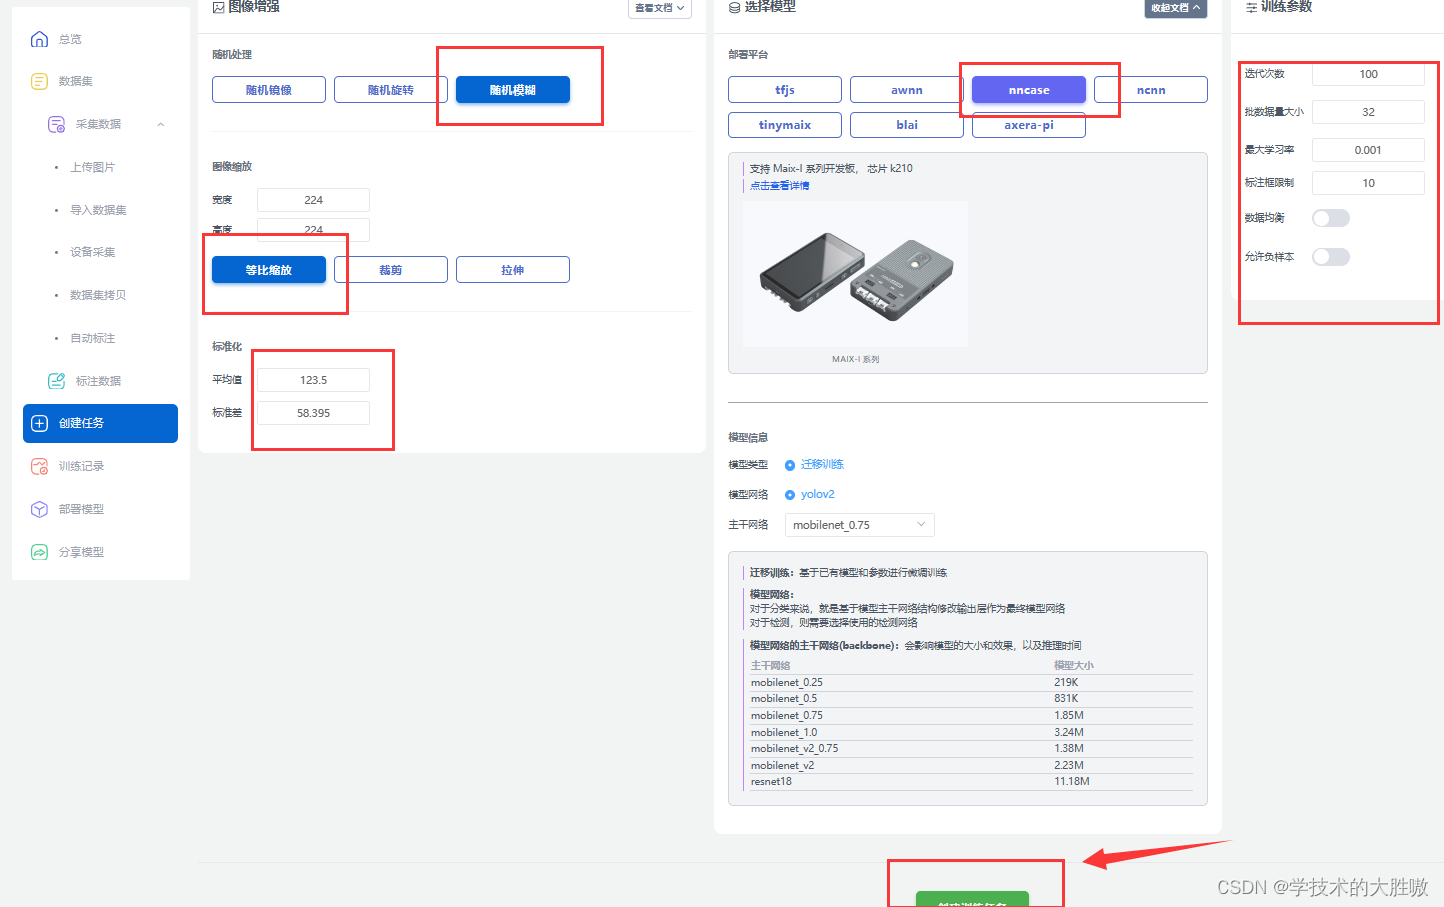 总览
数据集
采集数据
上传图片
导入数据集
设备采集
数据集拷贝
自动标注
标注数据
创建任务
训练记录
部署模型
分享模型
图像增强
查看文档
随机处理
随机镜像
随机旋转
随机模糊
图像缩放
宽度 224
高度 224
等比缩放
裁剪
拉伸
标准化
平均值 123.5
标准差 58.395
选择模型
收起文档
部署平台
tfjs
awnn
nncase
ncnn
tinymaix
blai
axera-pi
支持 Maix-I 系列开发板， 芯片 k210
点击查看详情
MAIX-I 系列
模型信息
模型类型 迁移训练
模型网络 yolov2
主干网络 mobilenet_0.75
迁移训练：基于已有模型和参数进行微调训练
模型网络：
对于分类来说，就是基于模型主干网络结构修改输出层作为最终模型网络
对于检测，则需要选择使用的检测网络
模型网络的主干网络(backbone)：会影响模型的大小和效果，以及推理时间
主干网络 模型大小
mobilenet_0.25 219K
mobilenet_0.5 831K
mobilenet_0.75 1.85M
mobilenet_1.0 3.24M
mobilenet_v2_0.75 1.38M
mobilenet_v2 2.23M
resnet18 11.18M
训练参数
迭代次数 100
批数据量大小 32
最大学习率 0.001
标注框限制 10
数据均衡
允许负样本
创建训练任务
CSDN @学技术的大胜嗷